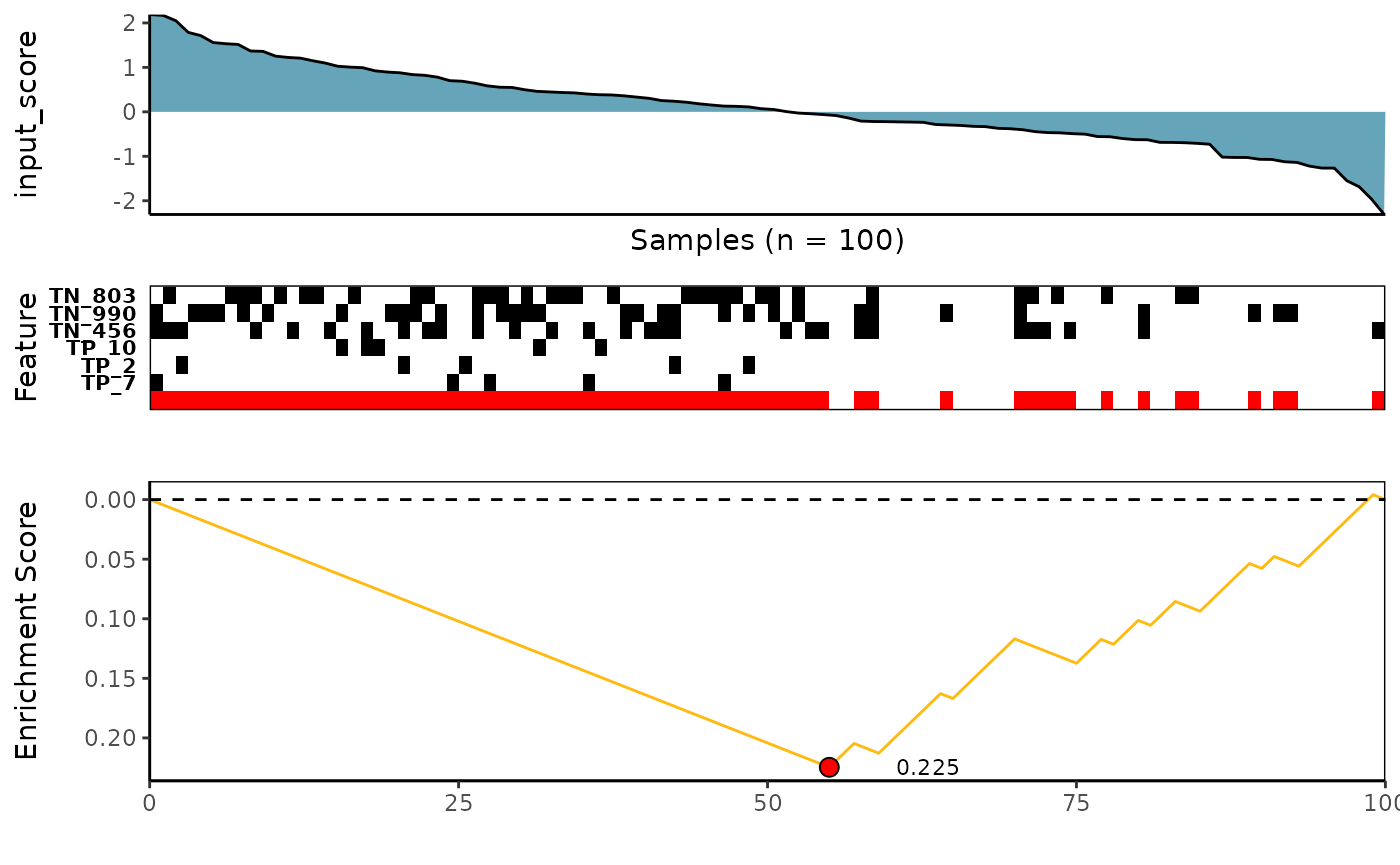 input_score
2
1
0
-1
-2
Samples (n = 100)
Feature
TN_803
TN_990
TN_456
TP_10
TP_2
TP_7
Enrichment Score
0.00
0.05
0.10
0.15
0.20
0.225
0 25 50 75 100